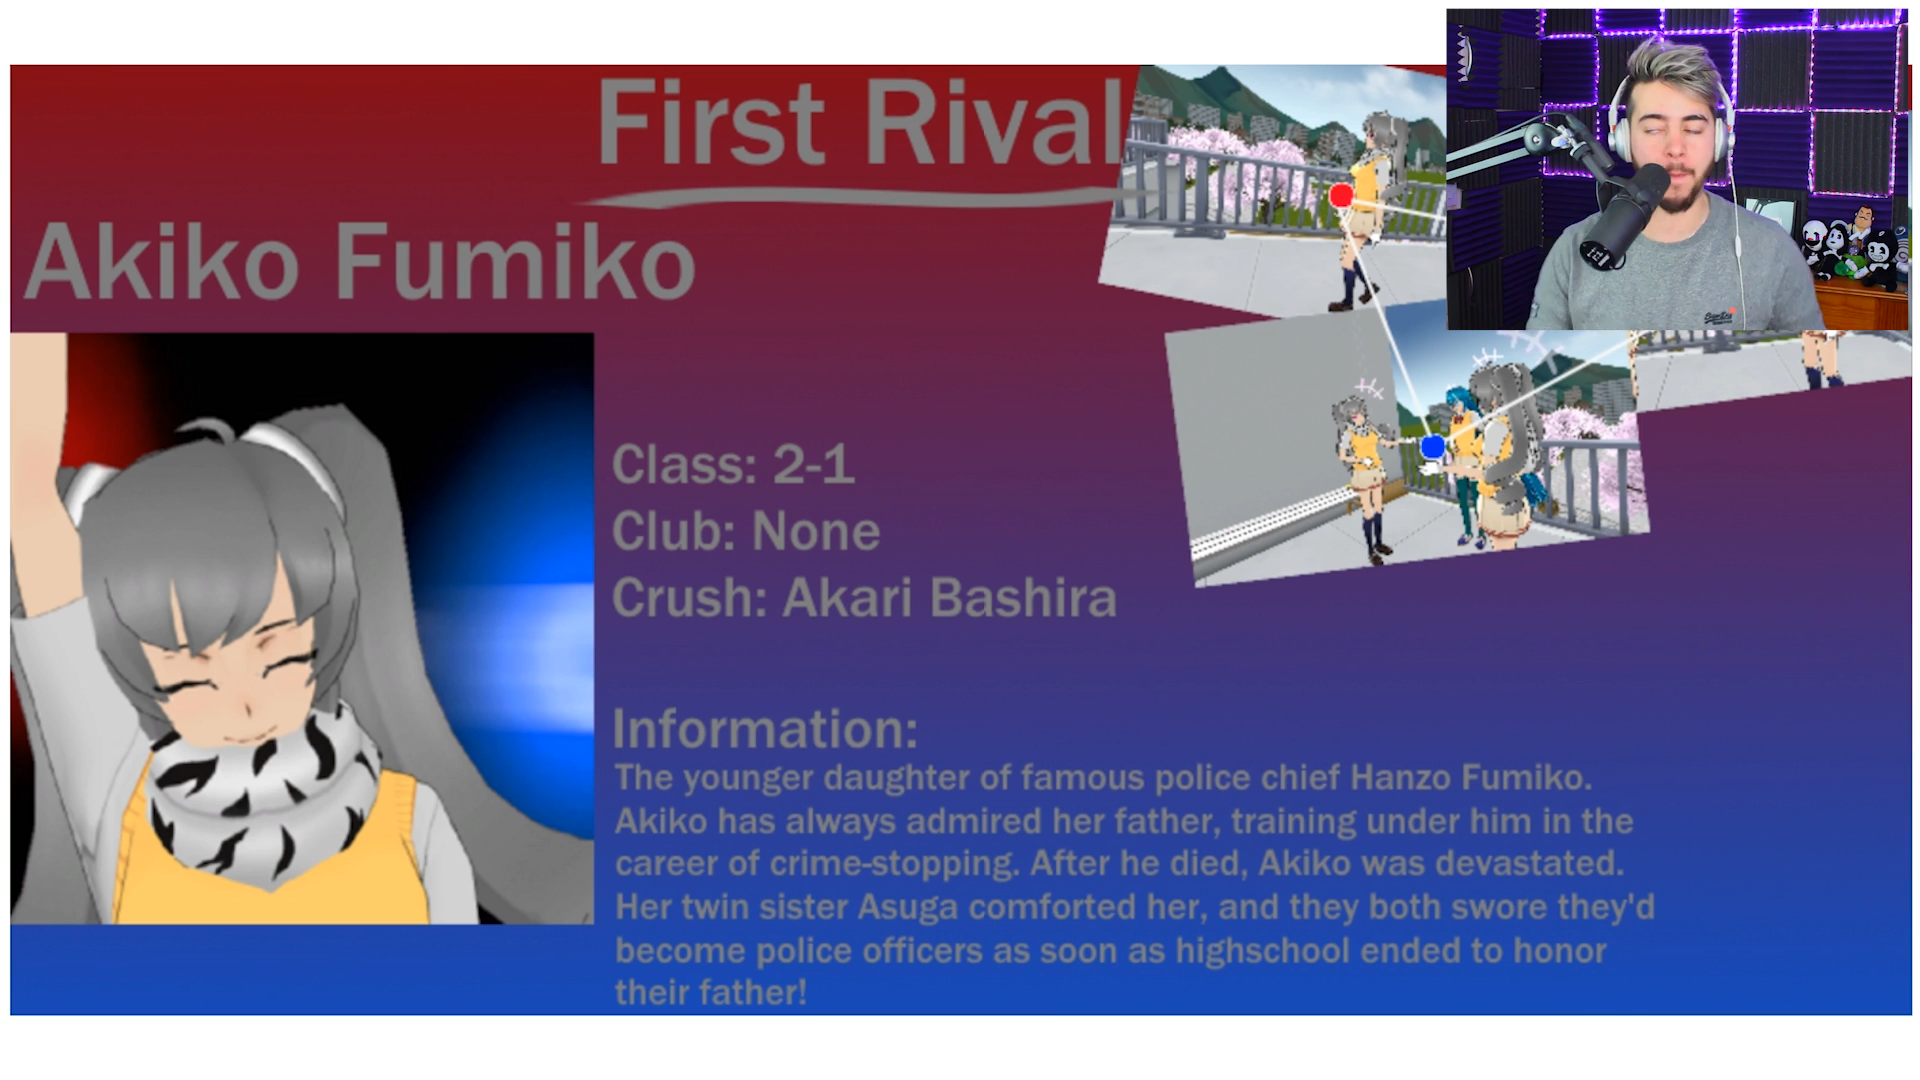 First Rival
Akiko Fumiko
Class: 2-1
Club: None
Crush: Akari Bashira
Information:
The younger daughter of famous police chief Hanzo Fumiko.
Akiko has always admired her father, training under him in the
career of crime-stopping. After he died, Akiko was devastated.
Her twin sister Asuga comforted her, and they both swore they'd
become police officers as soon as highschool ended to honor
their father!